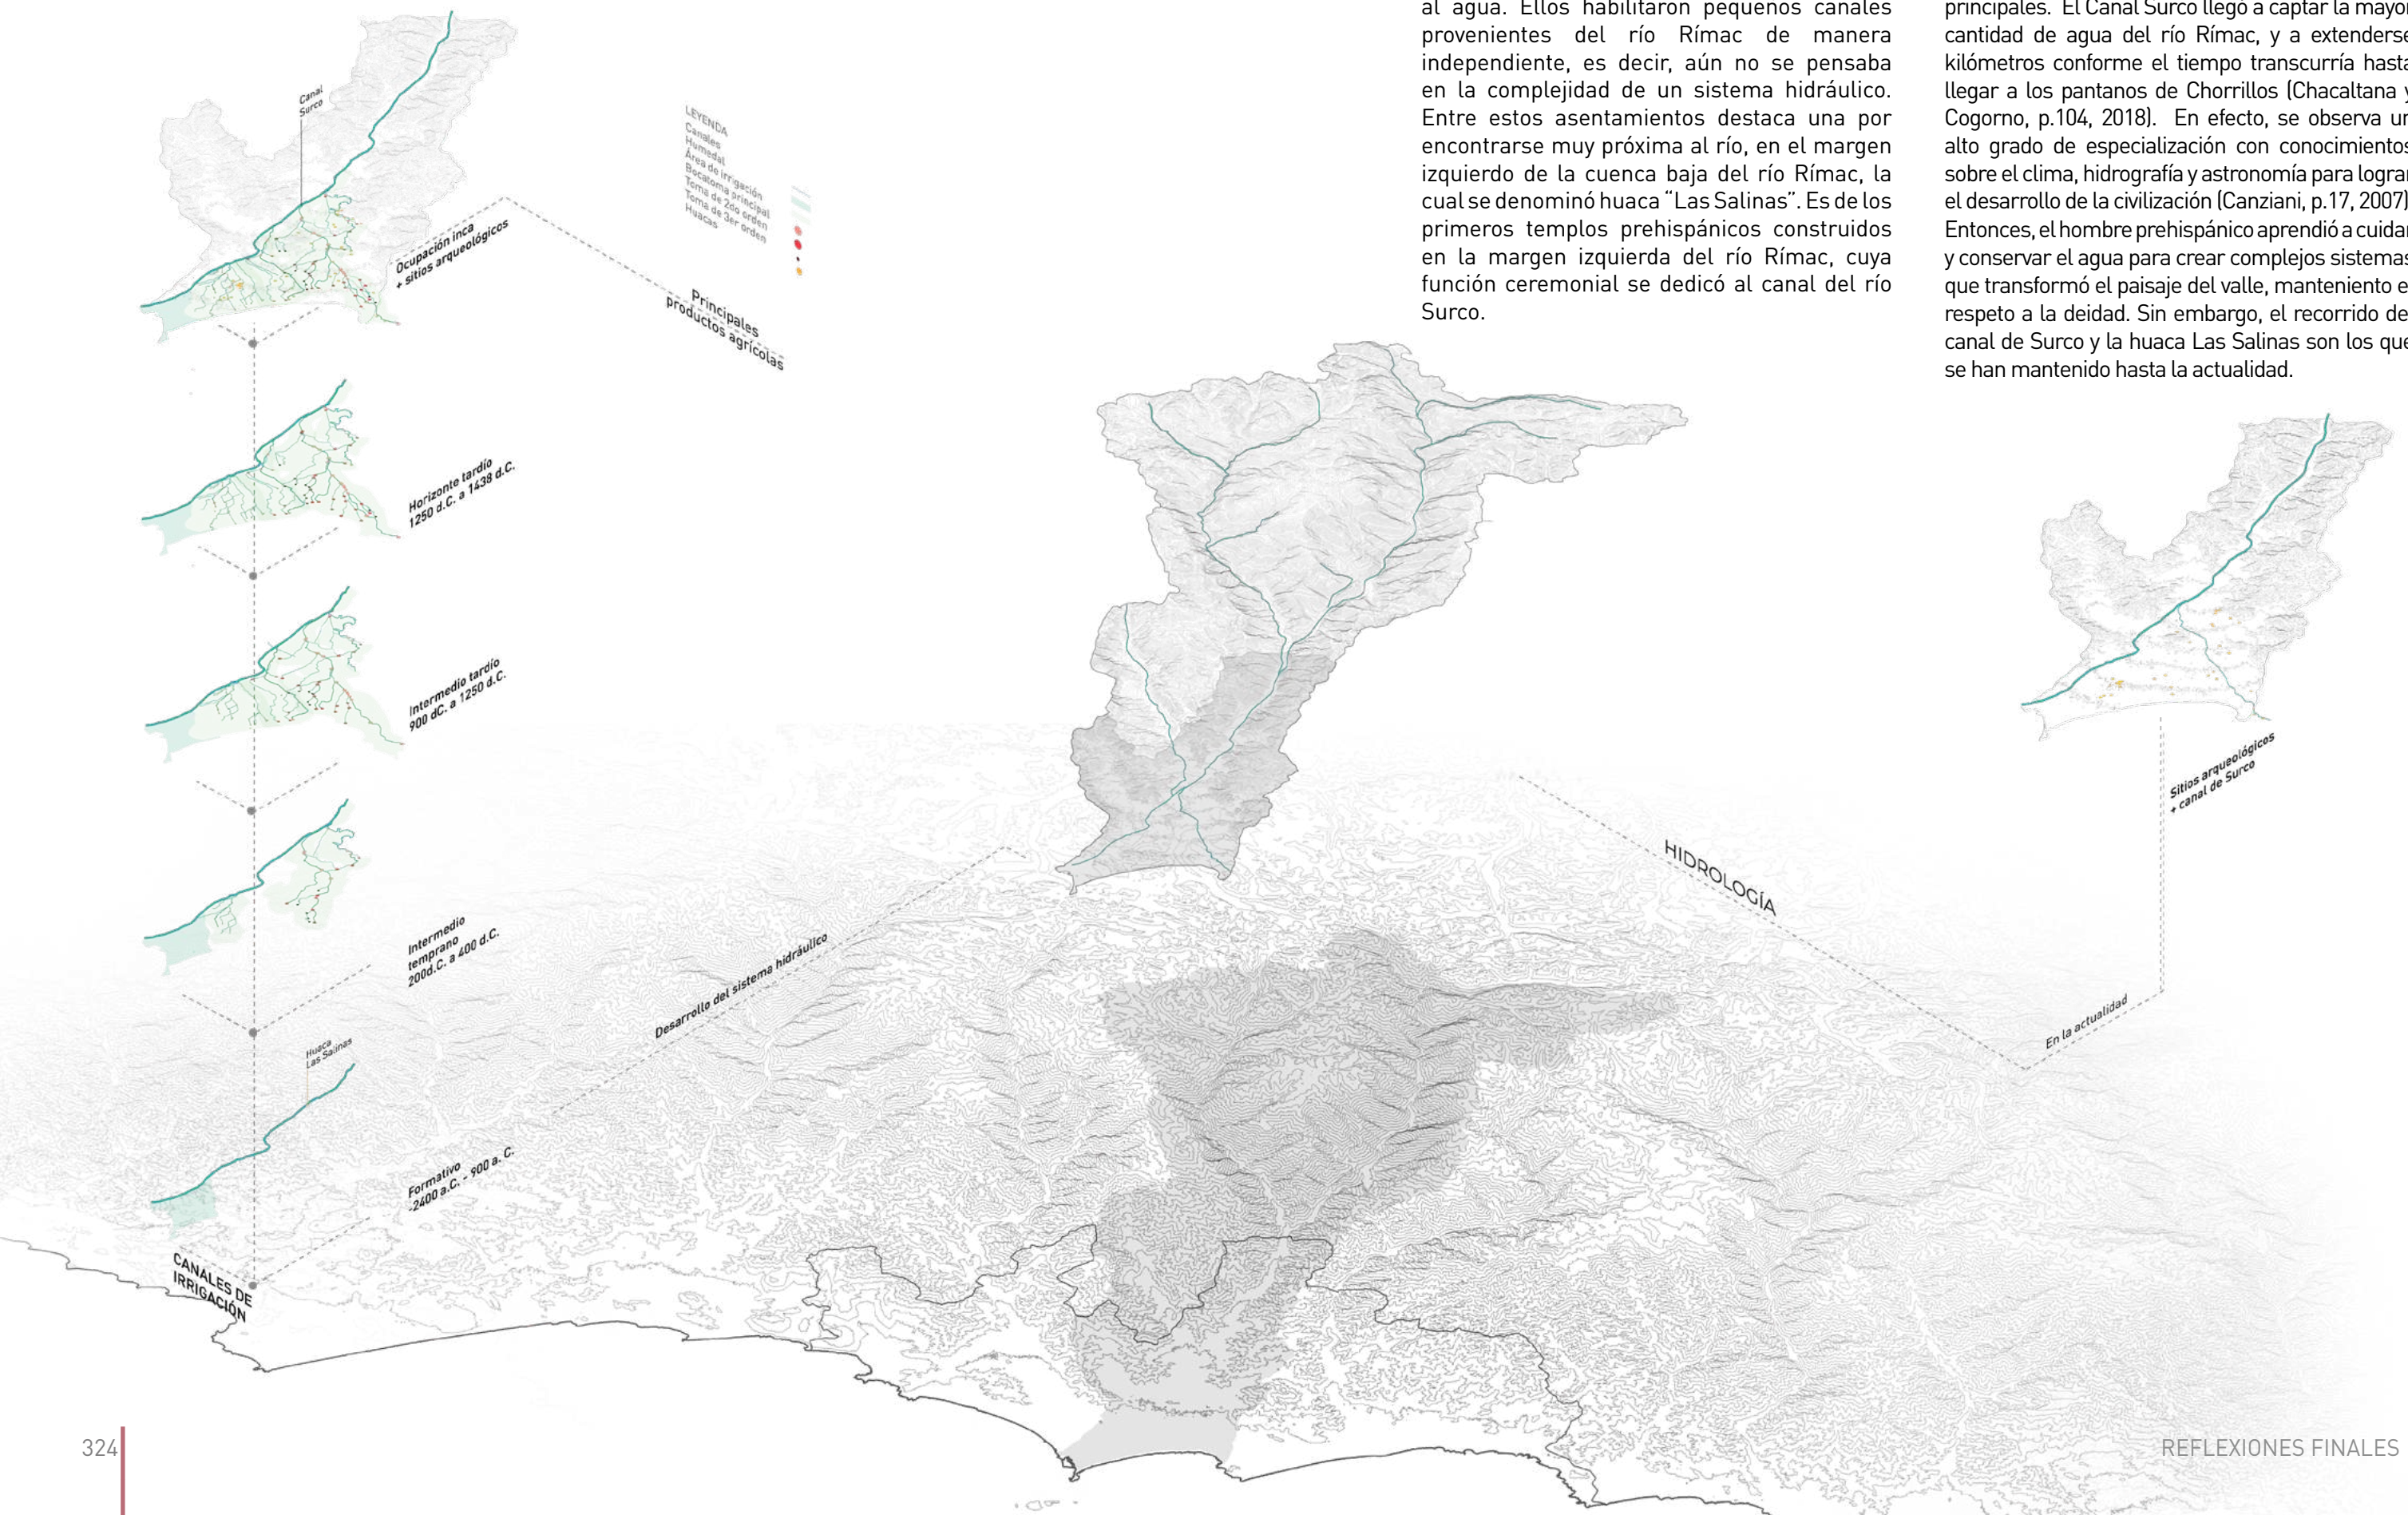 al agua. Ellos habilitaron pequeños canales
provenientes del río Rímac de manera
independiente, es decir, aún no se pensaba
en la complejidad de un sistema hidráulico.
Entre estos asentamientos destaca una por
encontrarse muy próxima al río, en el margen
izquierdo de la cuenca baja del río Rímac, la
cual se denominó huaca “Las Salinas”. Es de los
primeros templos prehispánicos construidos
en la margen izquierda del río Rímac, cuya
función ceremonial se dedicó al canal del río
Surco.
principales. El Canal Surco llegó a captar la mayor
cantidad de agua del río Rímac, y a extenderse
kilómetros conforme el tiempo transcurría hasta
llegar a los pantanos de Chorrillos (Chacaltana y
Cogorno, p.104, 2018). En efecto, se observa un
alto grado de especialización con conocimientos
sobre el clima, hidrografía y astronomía para lograr
el desarrollo de la civilización (Canziani, p.17, 2007)
Entonces, el hombre prehispánico aprendió a cuidar
y conservar el agua para crear complejos sistemas
que transformó el paisaje del valle, manteniento el
respeto a la deidad. Sin embargo, el recorrido del
canal de Surco y la huaca Las Salinas son los que
se han mantenido hasta la actualidad.
Canal
Surco
LEYENDA
Canales
Humedal
Área de irrigación
Bocatoma principal
Toma de 2do orden
Toma de 3er orden
Huacas
Ocupación inca
+ sitios arqueológicos
Principales
productos agrícolas
Horizonte tardío
1250 d.C. a 1438 d.C.
Intermedio tardío
900 dC. a 1250 d.C.
Intermedio
temprano
200d.C. a 400 d.C.
Huaca
Las Salinas
Formativo
-2400 a.C. - 900 a. C.
CANALES DE
IRRIGACIÓN
Desarrollo del sistema hidráulico
HIDROLOGÍA
Sitios arqueológicos
+ canal de Surco
En la actualidad
324
REFLEXIONES FINALES